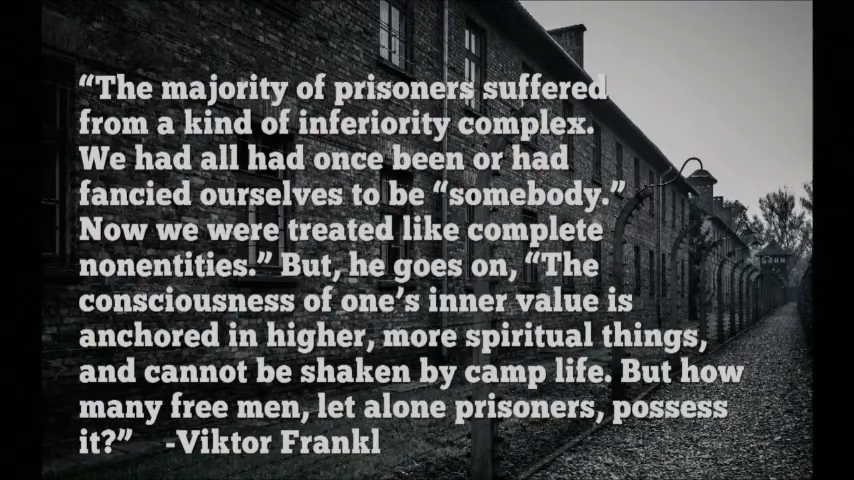 “The majority of prisoners suffered
from a kind of inferiority complex.
We had all had once been or had
fancied ourselves to be “somebody.”
Now we were treated like complete
nonentities.” But, he goes on, “The
consciousness of one’s inner value is
anchored in higher, more spiritual things,
and cannot be shaken by camp life. But how
many free men, let alone prisoners, possess
it?” -Viktor Frankl